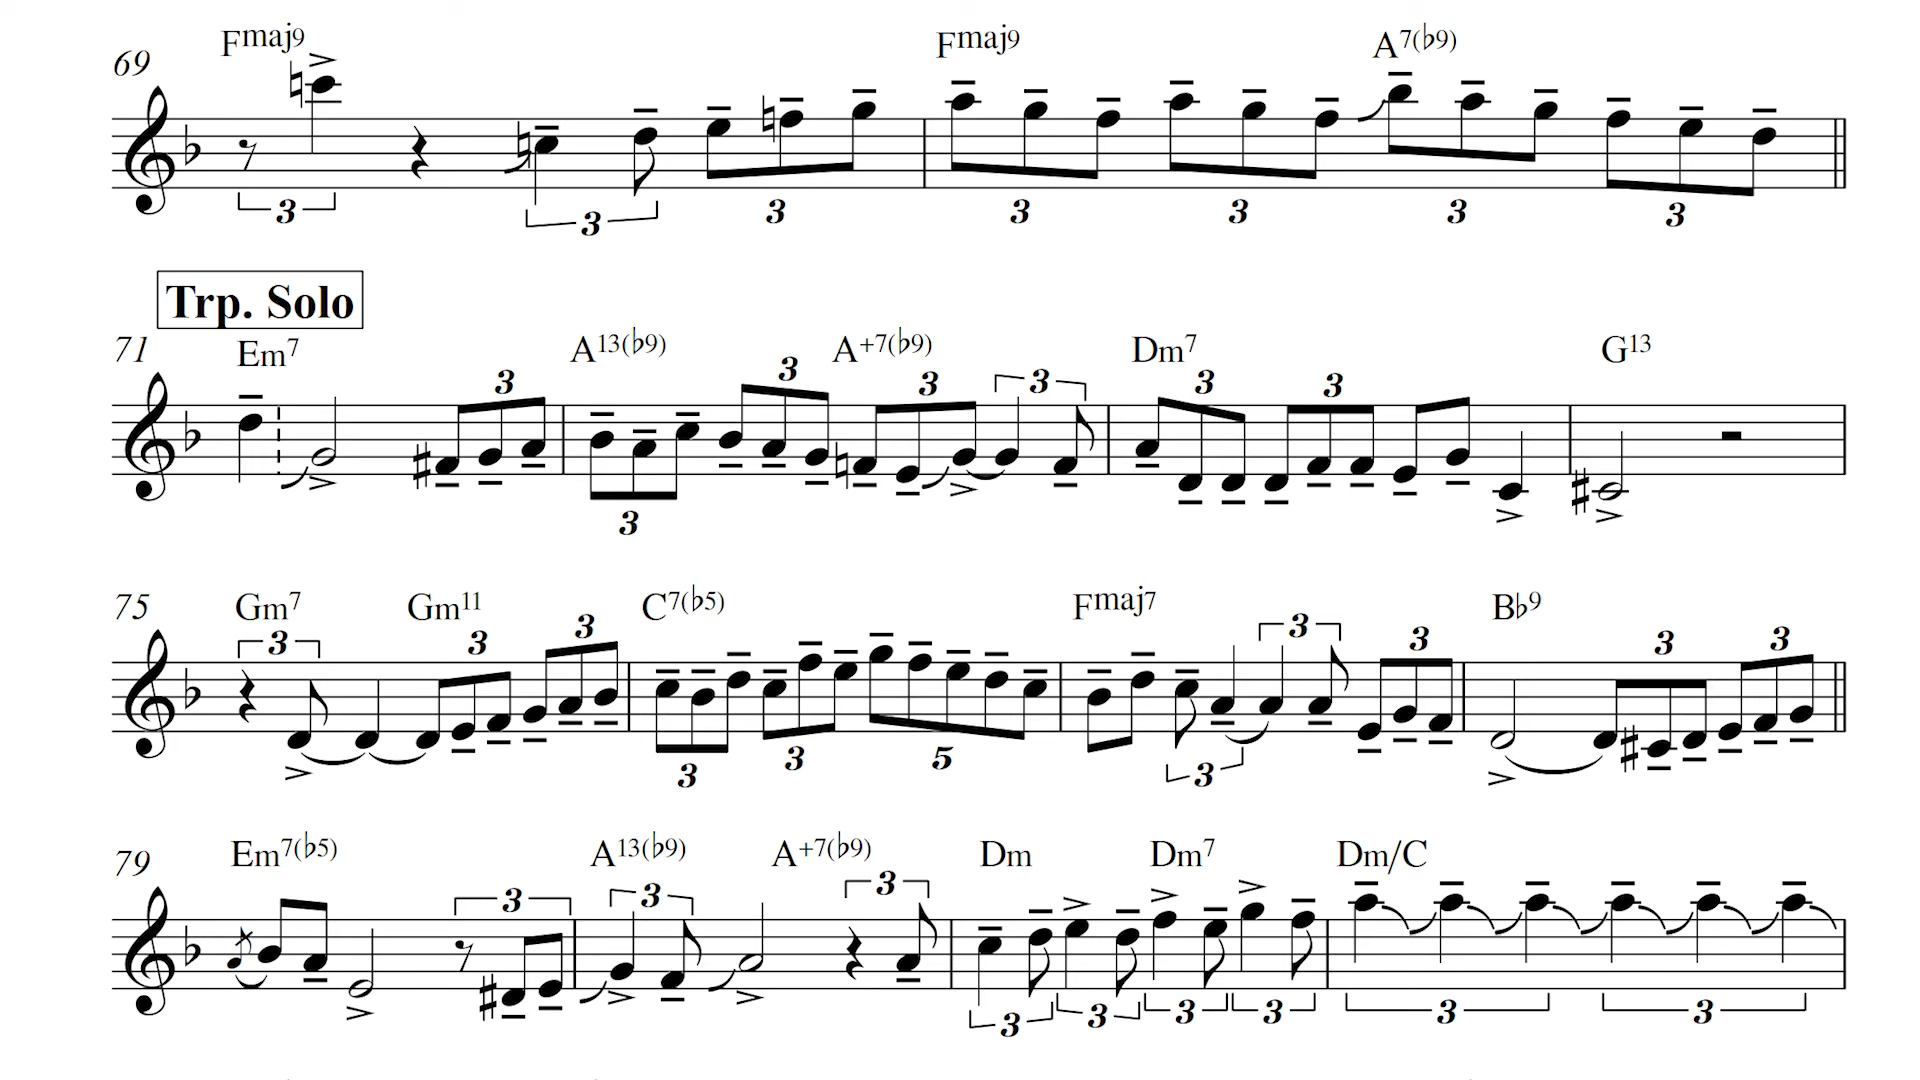 69 Fmaj9 Fmaj9 A7(♭9)
3 3 3 3 3 3
Trp. Solo
71 Em7 A13(♭9) A+7(♭9) Dm7 G13
3 3 3 3 3 3
3
75 Gm7 Gm11 C7(♭5) Fmaj7 B♭9
3 3 3 3 3 3 3
3 3 5 3
79 Em7(♭5) A13(♭9) A+7(♭9) Dm Dm7 Dm/C
3 3 3
3 3 3 3 3 3